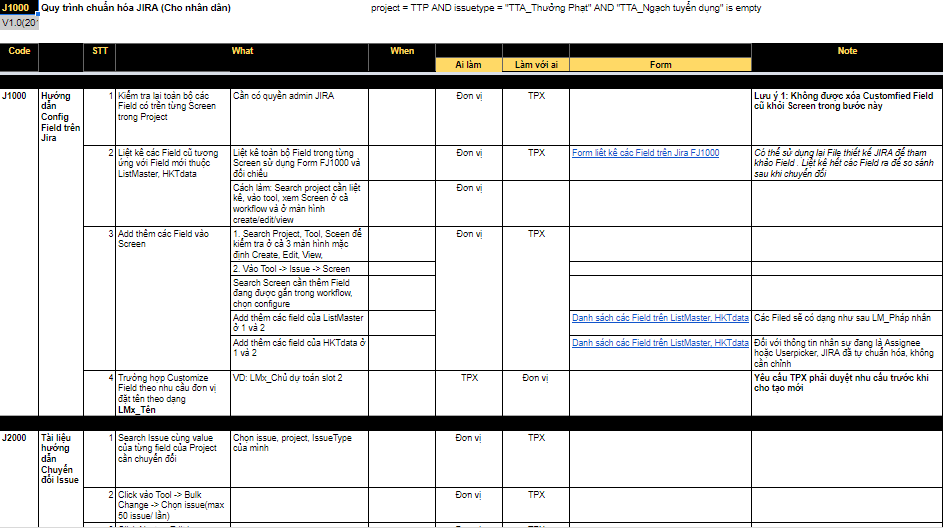 J1000 Quy trình chuẩn hóa JIRA (Cho nhân dân) project = TTP AND issuetype = "TTA_Thưởng Phạt" AND "TTA_Ngạch tuyển dụng" is empty
V1.0(20
Code STT What When Note
Ai làm Làm với ai Form
J1000 Hướng dẫn Config Field trên Jira
1 Kiểm tra lại toàn bộ các Field có trên từng Screen trong Project
Cần có quyền admin JIRA
Đơn vị TPX
Lưu ý 1: Không được xóa Customfied Field cũ khỏi Screen trong bước này
2 Liệt kê các Field cũ tương ứng với Field mới thuộc ListMaster, HKTdata
Liệt kê toàn bộ Field trong từng Screen sử dụng Form FJ1000 và đối chiếu
Đơn vị TPX Form liệt kê các Field trên Jira FJ1000
Có thể sử dụng lại File thiết kế JIRA để tham khảo Field . Liệt kê hết các Field ra để so sánh sau khi chuyển đổi
Cách làm: Search project cần liệt kê, vào tool, xem Screen ở cả workflow và ở màn hình create/edit/view
Đơn vị
3 Add thêm các Field vào Screen
1. Search Project, Tool, Sceen để kiểm tra ở cả 3 màn hình mặc định Create, Edit, View,
Đơn vị TPX
2. Vào Tool -> Issue -> Screen
Search Screen cần thêm Field đang được gắn trong workflow, chọn configure
Add thêm các field của ListMaster ở 1 và 2
Danh sách các Field trên ListMaster, HKTdata
Các Filed sẽ có dạng như sau LM_Pháp nhân
Add thêm các field của HKTdata ở 1 và 2
Danh sách các Field trên ListMaster, HKTdata
Đối với thông tin nhân sự đang là Assignee hoặc Userpicker, JIRA đã tự chuẩn hóa, không cần chỉnh
4 Trường hợp Customize Field theo nhu cầu đơn vị đặt tên theo dạng LMx_Tên
VD: LMx_Chủ dự toán slot 2
TPX Đơn vị
Yêu cầu TPX phải duyệt nhu cầu trước khi cho tạo mới
J2000 Tài liệu hướng dẫn Chuyển đổi Issue
1 Search Issue cùng value của từng field của Project cần chuyển đổi
Chọn issue, project, IssueType của mình
Đơn vị TPX
2 Click vào Tool -> Bulk Change -> Chọn issue(max 50 issue/ lần)
Đơn vị TPX